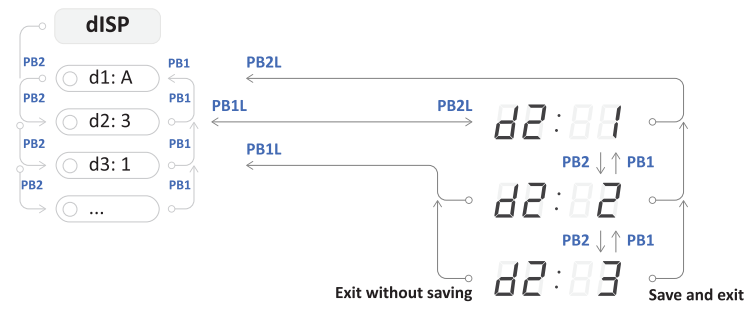 dISP
PB2
PB1
PB2L
d1: A
PB2
PB1
PB1L
PB2L
d2: 3
d2: 1
PB2
PB1
PB1L
PB2
PB1
d3: 1
PB2
PB1
d2: 2
...
PB2
PB1
d2: 3
Exit without saving
Save and exit